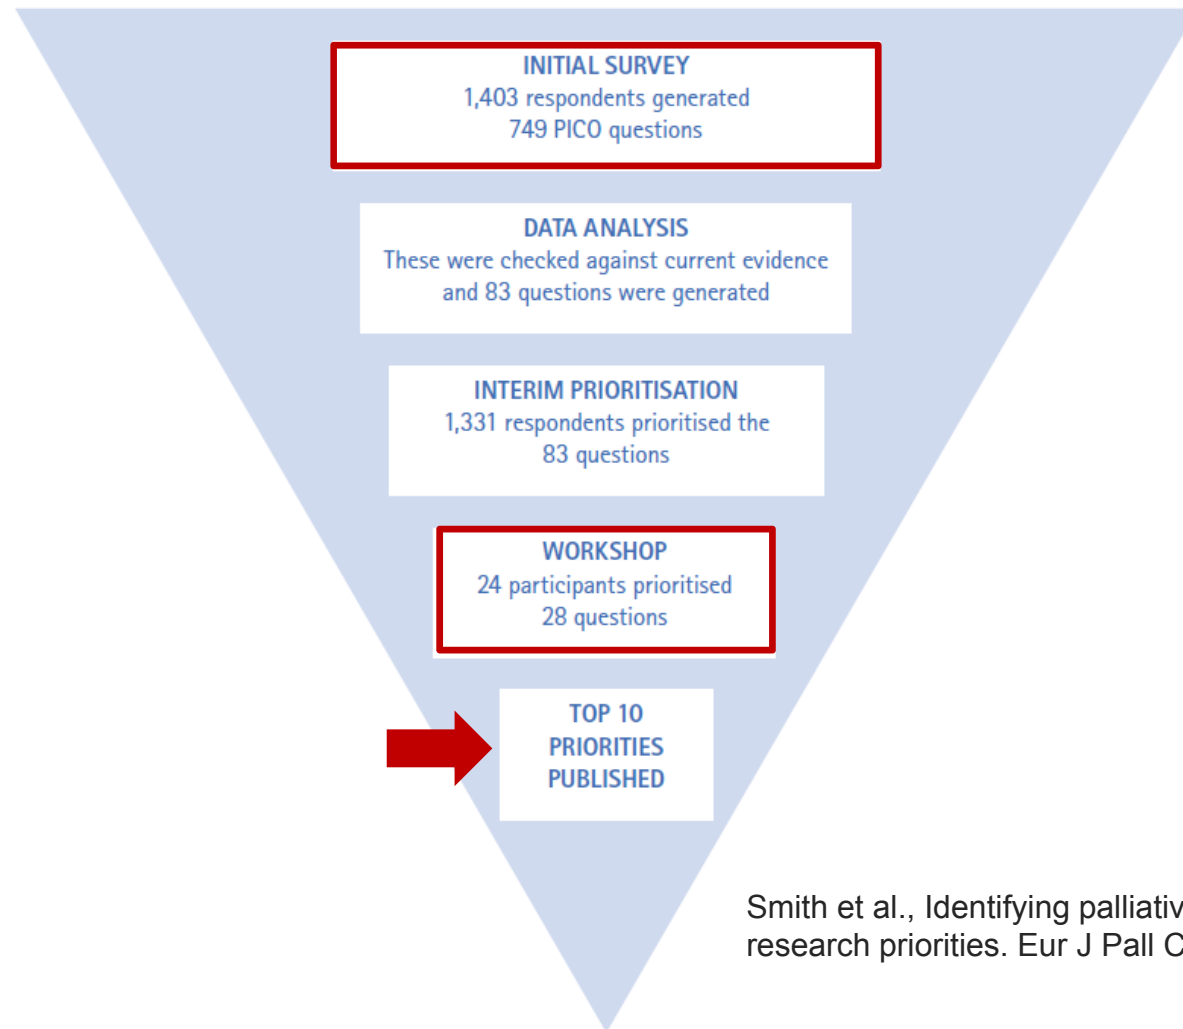 INITIAL SURVEY
1,403 respondents generated
749 PICO questions
DATA ANALYSIS
These were checked against current evidence
and 83 questions were generated
INTERIM PRIORITISATION
1,331 respondents prioritised the
83 questions
WORKSHOP
24 participants prioritised
28 questions
TOP 10
PRIORITIES
PUBLISHED
Smith et al., Identifying
research priorities. Eur J Pall